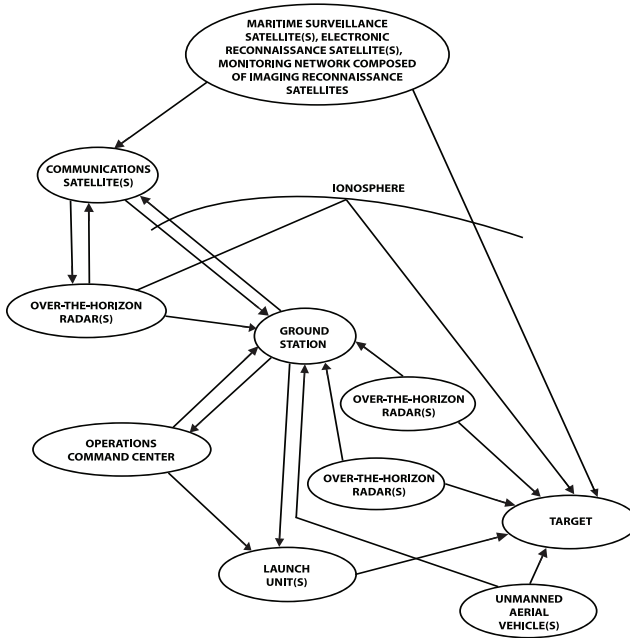 MARITIME SURVEILLANCE
SATELLITE(S), ELECTRONIC
RECONNAISSANCE SATELLITE(S),
MONITORING NETWORK COMPOSED
OF IMAGING RECONNAISSANCE
SATELLITES
COMMUNICATIONS
SATELLITE(S)
IONOSPHERE
OVER-THE-HORIZON
RADAR(S)
GROUND
STATION
OVER-THE-HORIZON
RADAR(S)
OPERATIONS
COMMAND CENTER
OVER-THE-HORIZON
RADAR(S)
TARGET
LAUNCH
UNIT(S)
UNMANNED
AERIAL
VEHICLE(S)